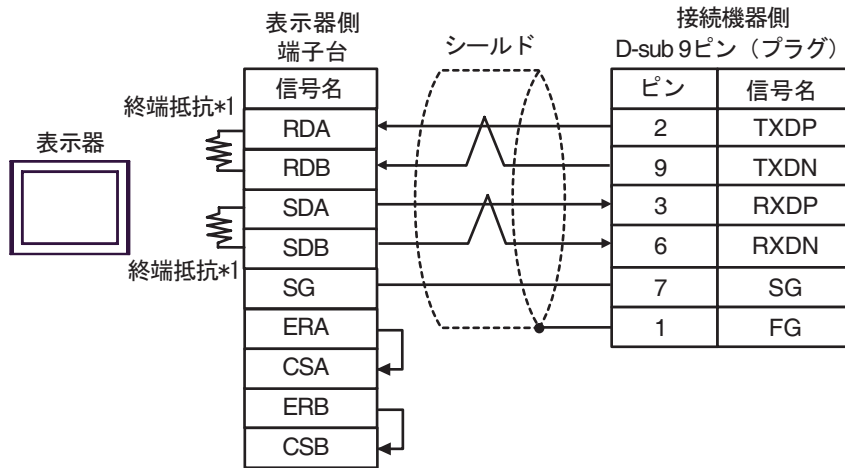 表示器側
端子台
シールド
接続機器側
D-sub 9ピン（プラグ）
信号名
ピン 信号名
終端抵抗*1
表示器
RDA 2 TXDP
RDB 9 TXDN
SDA 3 RXDP
SDB 6 RXDN
終端抵抗*1
SG 7 SG
ERA 1 FG
CSA
ERB
CSB